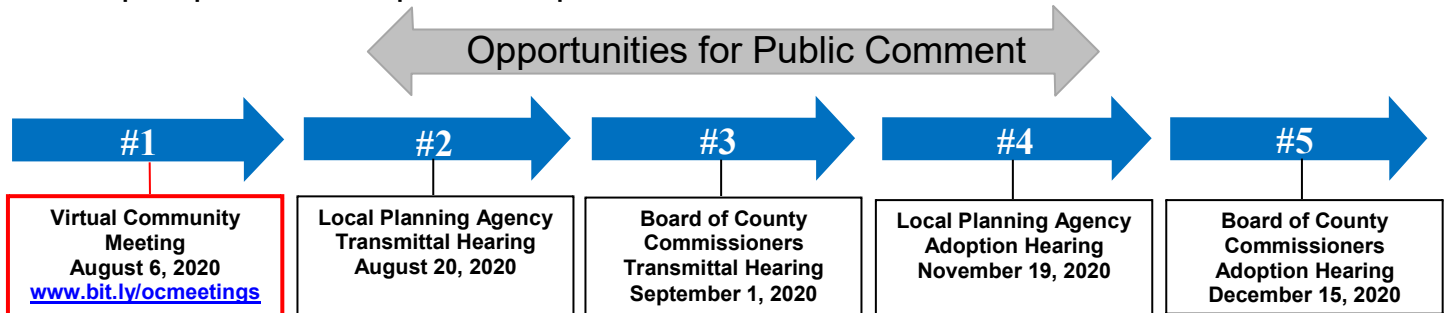 Opportunities for Public Comment
#1
#2
#3
#4
#5
Virtual Community
Meeting
August 6, 2020
www.bit.ly/ocmeetings
Local Planning Agency
Transmittal Hearing
August 20, 2020
Board of County
Commissioners
Transmittal Hearing
September 1, 2020
Local Planning Agency
Adoption Hearing
November 19, 2020
Board of County
Commissioners
Adoption Hearing
December 15, 2020